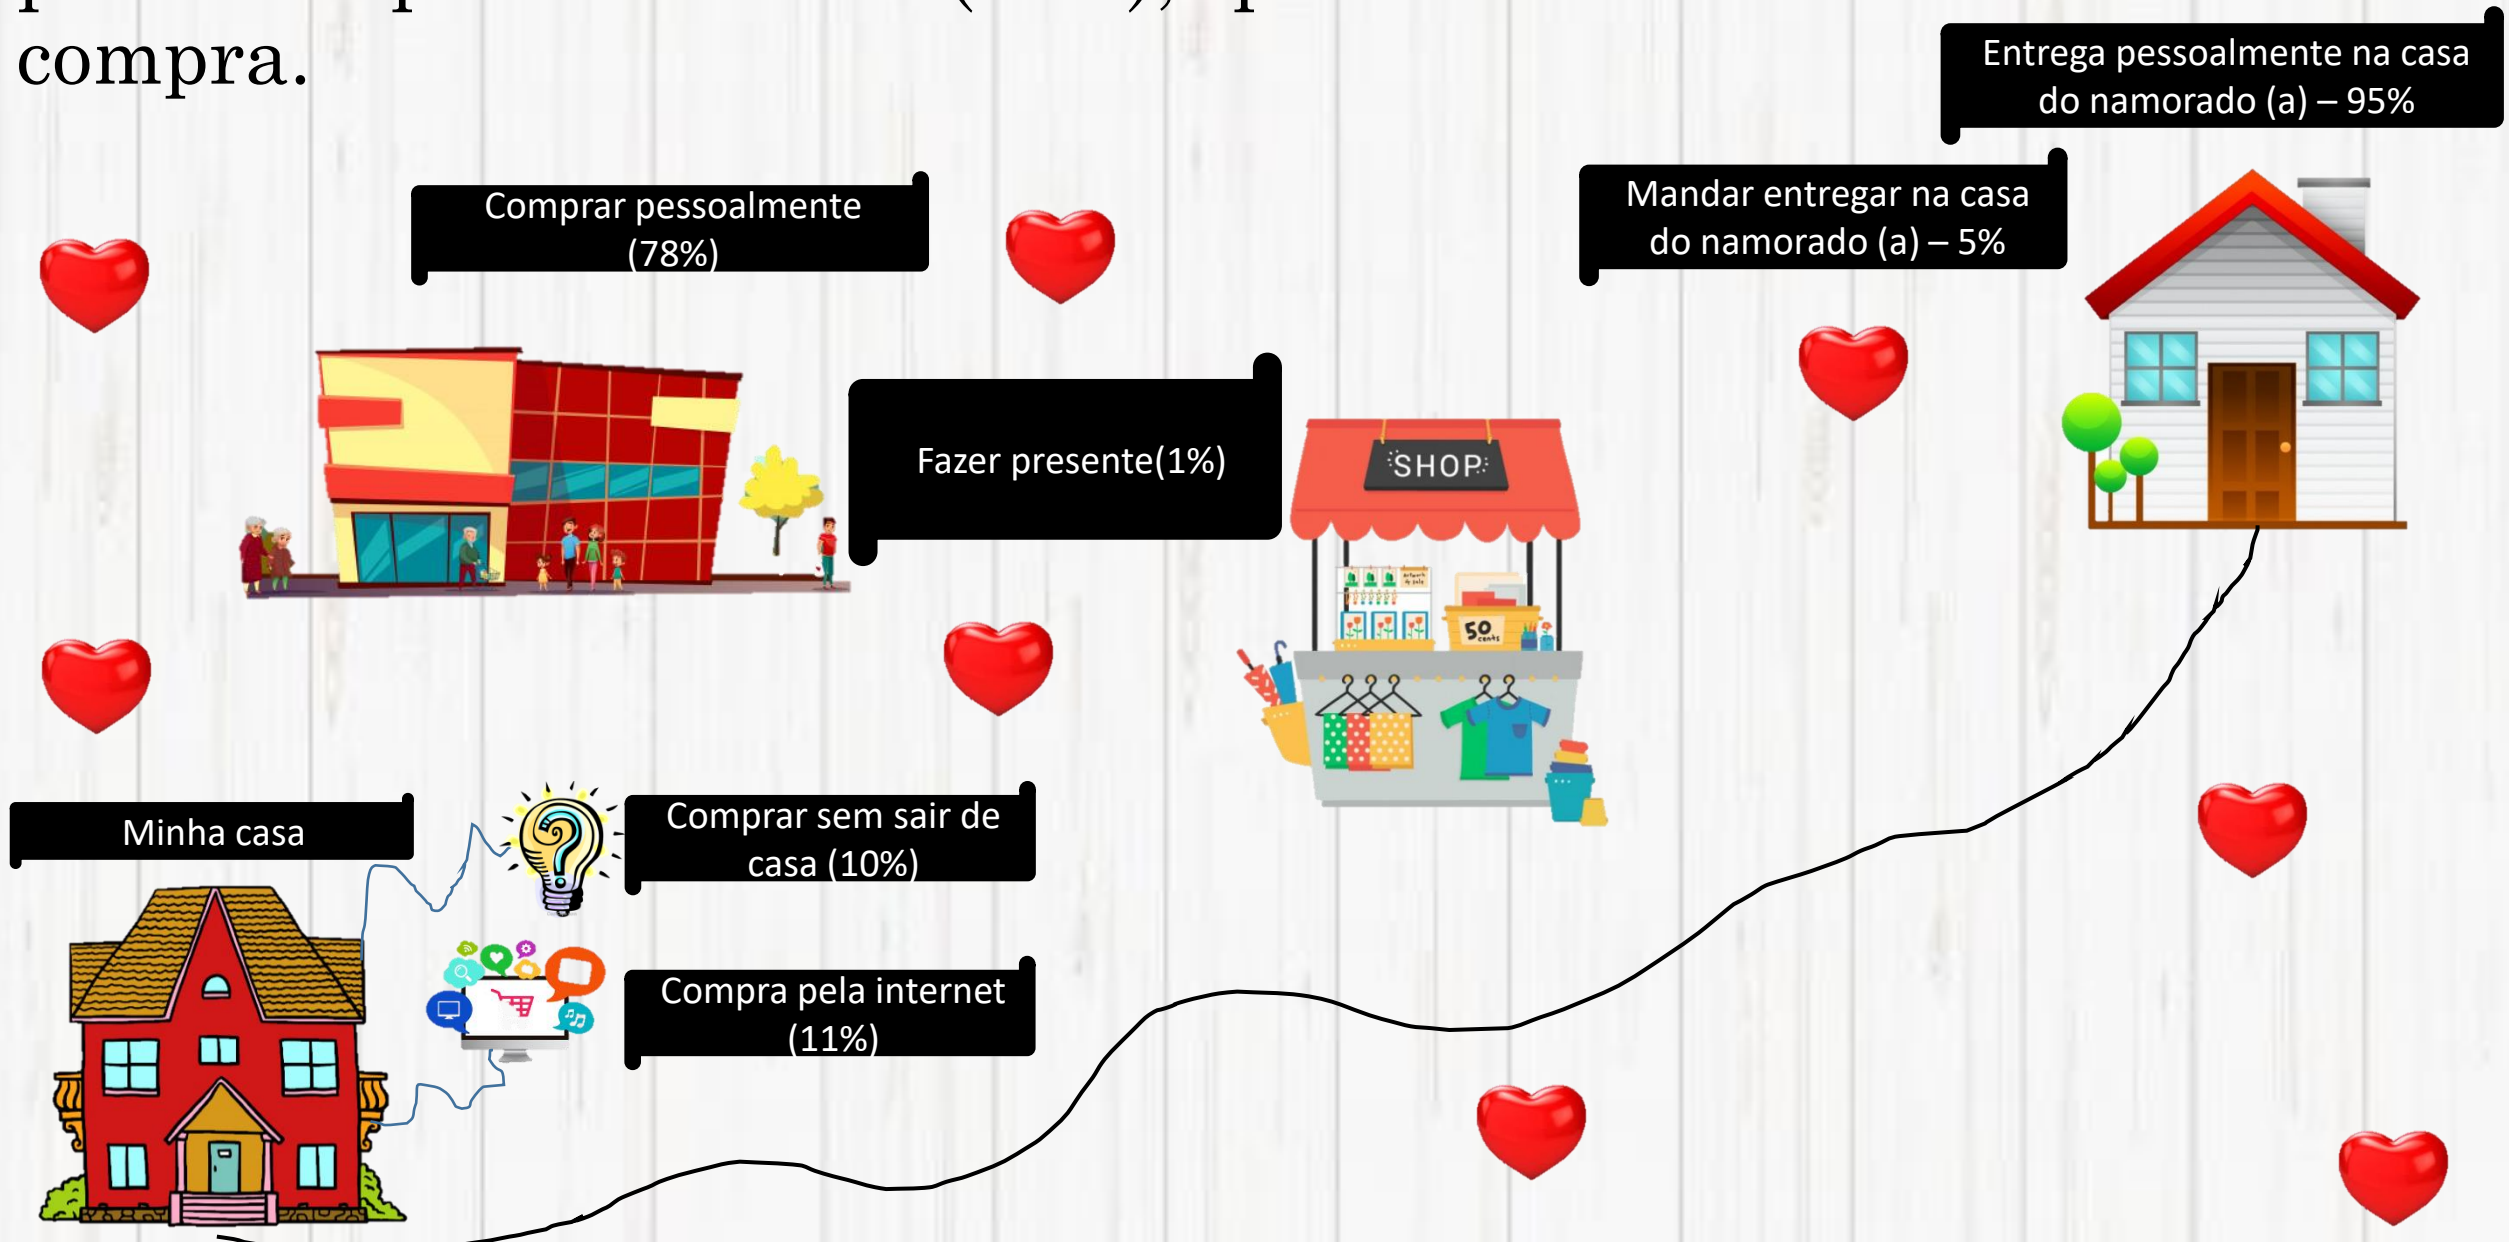 compra.
Entrega pessoalmente na casa
do namorado (a) – 95%
Mandar entregar na casa
do namorado (a) – 5%
Comprar pessoalmente
(78%)
Fazer presente(1%)
SHOP
50
cents
Minha casa
Comprar sem sair de
casa (10%)
Compra pela internet
(11%)